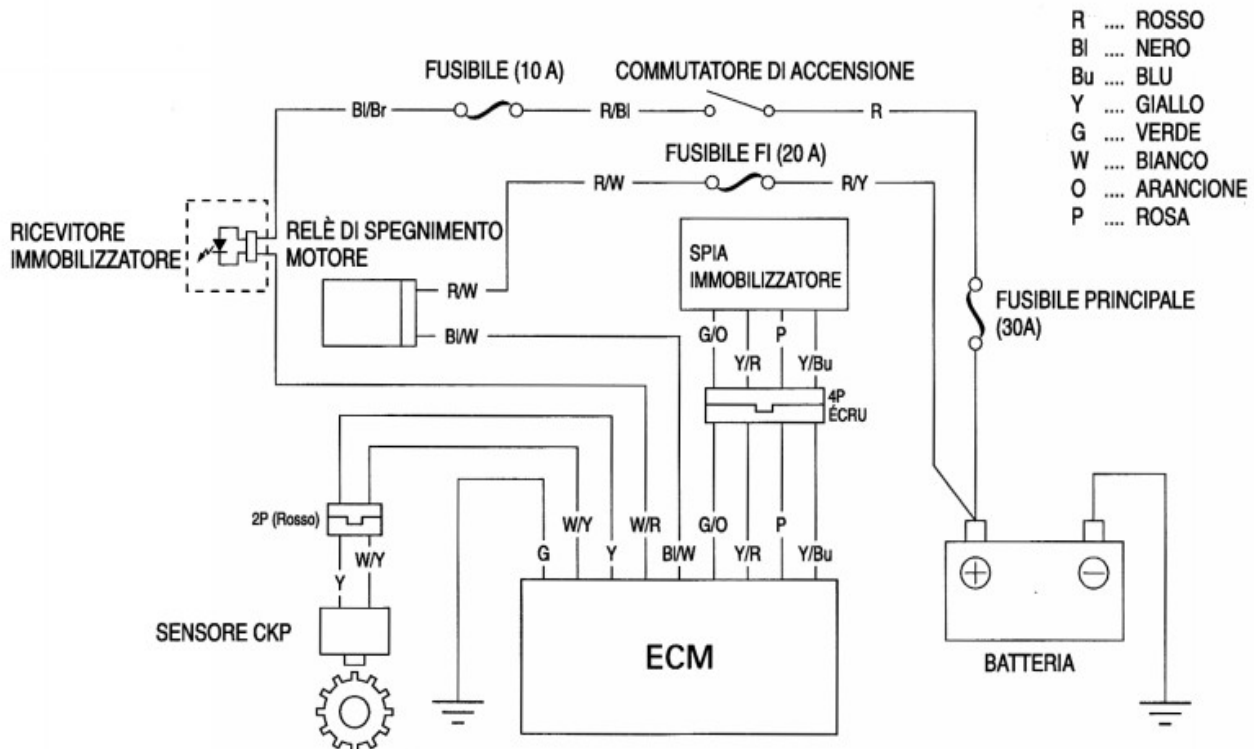 R .... ROSSO
Bl .... NERO
Bu .... BLU
Y .... GIALLO
G .... VERDE
W .... BIANCO
O .... ARANCIONE
P .... ROSA
FUSIBILE (10 A)
COMMUTATORE DI ACCENSIONE
Bl/Br
R/Bl
R
FUSIBILE FI (20 A)
R/W
R/Y
RICEVITORE
IMMOBILIZZATORE
RELÈ DI SPEGNIMENTO
MOTORE
R/W
Bl/W
SPIA
IMMOBILIZZATORE
G/O
P
Y/R
Y/Bu
4P
ÉCRU
FUSIBILE PRINCIPALE
(30A)
2P (Rosso)
Y
W/Y
G
W/Y
Y
W/R
Bl/W
G/O
Y/R
P
Y/Bu
SENSORE CKP
ECM
+
−
BATTERIA